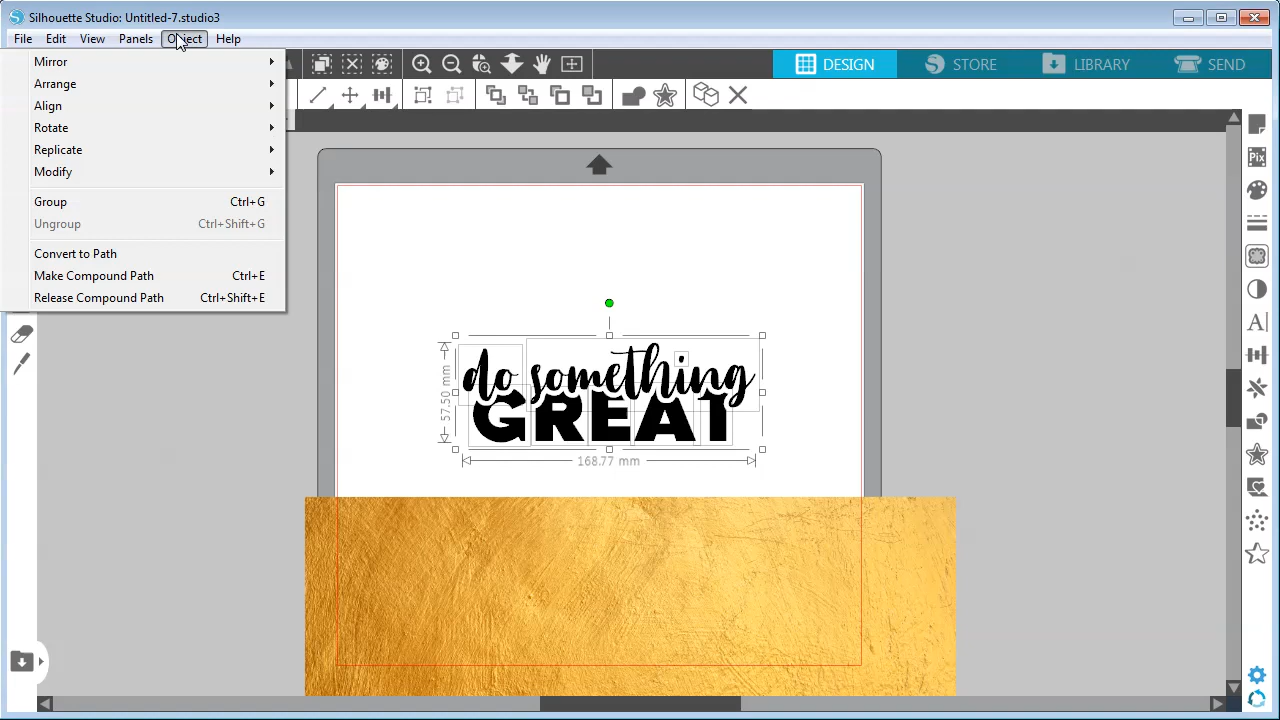 Silhouette Studio: Untitled-7.studio3
File Edit View Panels Object Help
Mirror
Arrange
Align
Rotate
Replicate
Modify
Group Ctrl+G
Ungroup Ctrl+Shift+G
Convert to Path
Make Compound Path Ctrl+E
Release Compound Path Ctrl+Shift+E
DESIGN STORE LIBRARY SEND
Pix
A
do something
GREAT
57.50 mm
168.77 mm